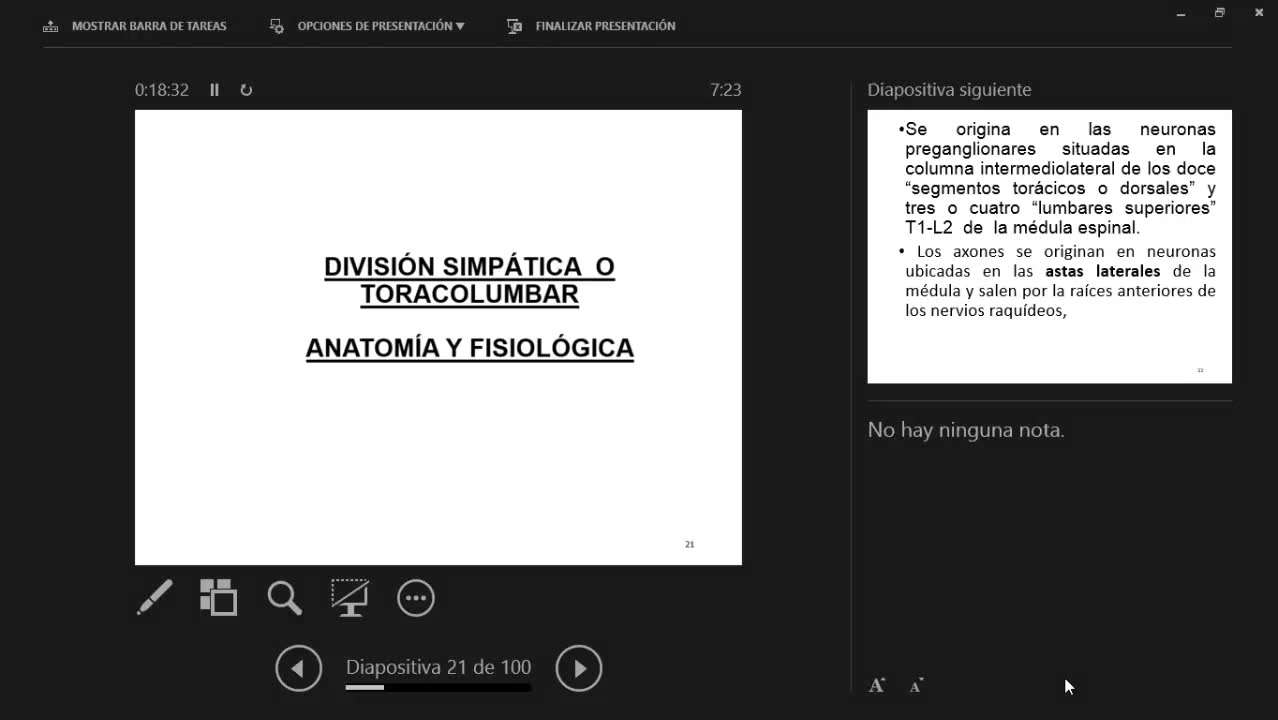 MOSTRAR BARRA DE TAREAS
OPCIONES DE PRESENTACIÓN ▼
FINALIZAR PRESENTACIÓN
0:18:32
7:23
DIVISIÓN SIMPÁTICA O
TORACOLUMBAR
ANATOMÍA Y FISIOLÓGICA
21
Diapositiva siguiente
•Se origina en las neuronas
preganglionares situadas en la
columna intermediolateral de los doce
“segmentos torácicos o dorsales” y
tres o cuatro “lumbares superiores”
T1-L2 de la médula espinal.
• Los axones se originan en neuronas
ubicadas en las astas laterales de la
médula y salen por la raíces anteriores de
los nervios raquídeos,
22
No hay ninguna nota.
Diapositiva 21 de 100
A A